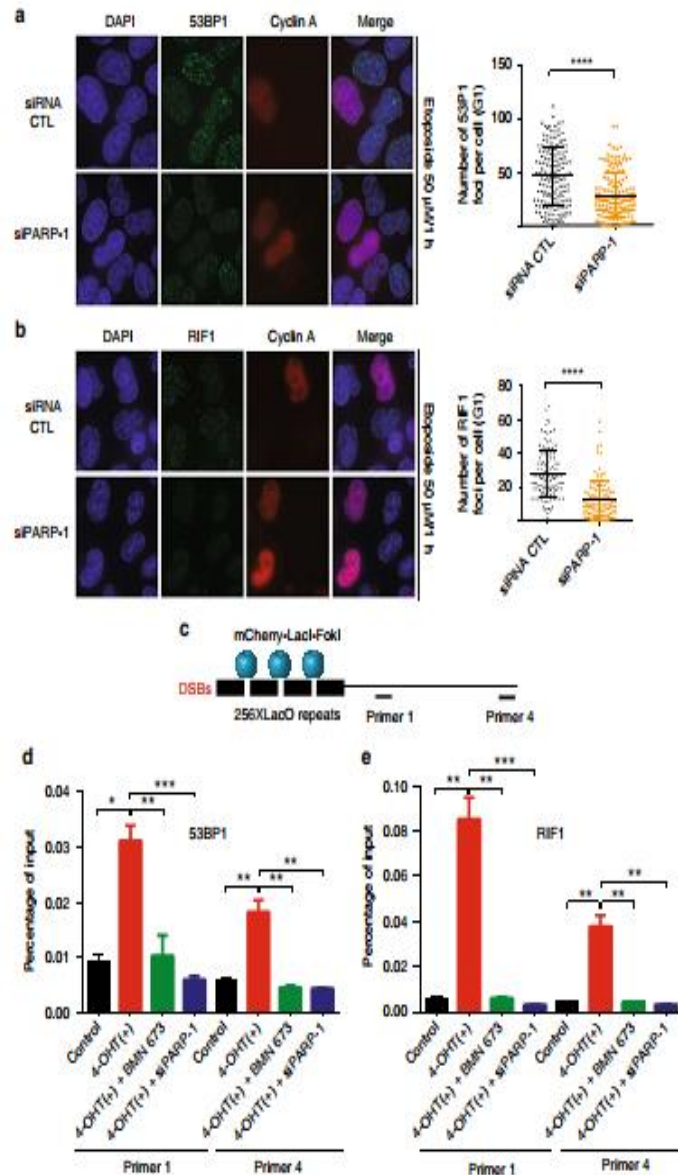 a
DAPI 53BP1 Cyclin A Merge
siRNA
CTL
siPARP-1
Etoposide 50 µM/1 h
Number of 53P1
foci per cell (G1)
150
100
50
****
siRNA CTL
siPARP-1
b
DAPI RIF1 Cyclin A Merge
siRNA
CTL
siPARP-1
Etoposide 50 µM/1 h
Number of RIF1
foci per cell (G1)
80
60
40
20
****
siRNA CTL
siPARP-1
c
mCherry-LacI-FokI
DSBs
256XLacO repeats
Primer 1
Primer 4
d
53BP1
Percentage of input
0.04
0.03
0.02
0.01
0.00
* ** ***
** ** **
Control
4-OHT(+)
4-OHT(+) + BMN 673
4-OHT(+) + siPARP-1
Control
4-OHT(+)
4-OHT(+) + BMN 673
4-OHT(+) + siPARP-1
Primer 1
Primer 4
e
RIF1
Percentage of input
0.10
0.08
0.06
0.04
0.02
0.00
** ** ***
** ** **
Control
4-OHT(+)
4-OHT(+) + BMN 673
4-OHT(+) + siPARP-1
Control
4-OHT(+)
4-OHT(+) + BMN 673
4-OHT(+) + siPARP-1
Primer 1
Primer 4